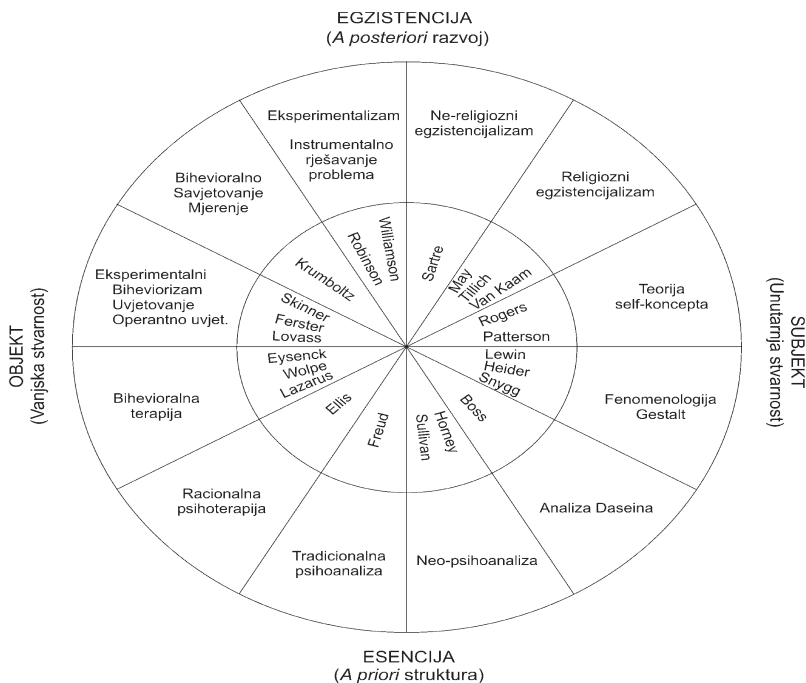 EGZISTENCIJA
(A posteriori razvoj)
Eksperimentalizam
Instrumentalno
rješavanje
problema
Ne-religiozni
egzistencijalizam
Bihevioralno
Savjetovanje
Mjerenje
Religiozni
egzistencijalizam
Eksperimentalni
Biheviorizam
Uvjetovanje
Operantno uvjet.
Teorija
self-koncepta
Williamson
Robinson
Krumboltz
Skinner
Ferster
Lovass
Sartre
May
Tillich
Van Kaam
Rogers
Patterson
OBJEKT
(Vanjska stvarnost)
SUBJEKT
(Unutarnja stvarnost)
Eysenck
Wolpe
Lazarus
Ellis
Freud
Lewin
Heider
Snygg
Boss
Horney
Sullivan
Bihevioralna
terapija
Fenomenologija
Gestalt
Racionalna
psihoterapija
Analiza Daseina
Tradicionalna
psihoanaliza
Neo-psihoanaliza
ESENCIJA
(A priori struktura)